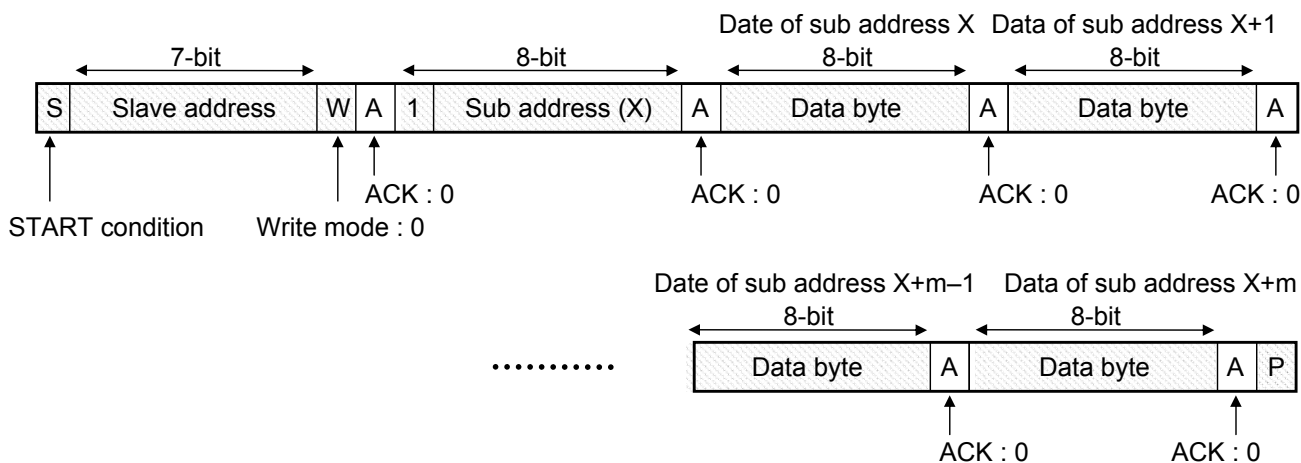 Date of sub address X Data of sub address X+1
7-bit 8-bit 8-bit 8-bit
S Slave address W A 1 Sub address (X) A Data byte A Data byte A
ACK : 0 ACK : 0 ACK : 0 ACK : 0
START condition Write mode : 0
Date of sub address X+m–1 Data of sub address X+m
8-bit 8-bit
Data byte A Data byte A P
ACK : 0 ACK : 0